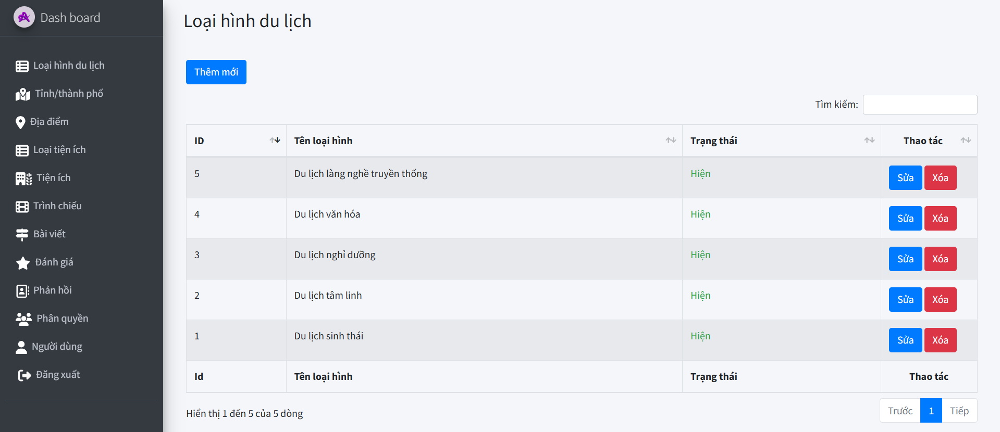 Dash board
Loại hình du lịch
Tỉnh/thành phố
Địa điểm
Loại tiện ích
Tiện ích
Trình chiếu
Bài viết
Đánh giá
Phản hồi
Phân quyền
Người dùng
Đăng xuất
Loại hình du lịch
Thêm mới
Tìm kiếm:
ID Tên loại hình Trạng thái Thao tác
5 Du lịch làng nghề truyền thống Hiện Sửa Xóa
4 Du lịch văn hóa Hiện Sửa Xóa
3 Du lịch nghỉ dưỡng Hiện Sửa Xóa
2 Du lịch tâm linh Hiện Sửa Xóa
1 Du lịch sinh thái Hiện Sửa Xóa
Id Tên loại hình Trạng thái Thao tác
Hiển thị 1 đến 5 của 5 dòng
Trước 1 Tiếp